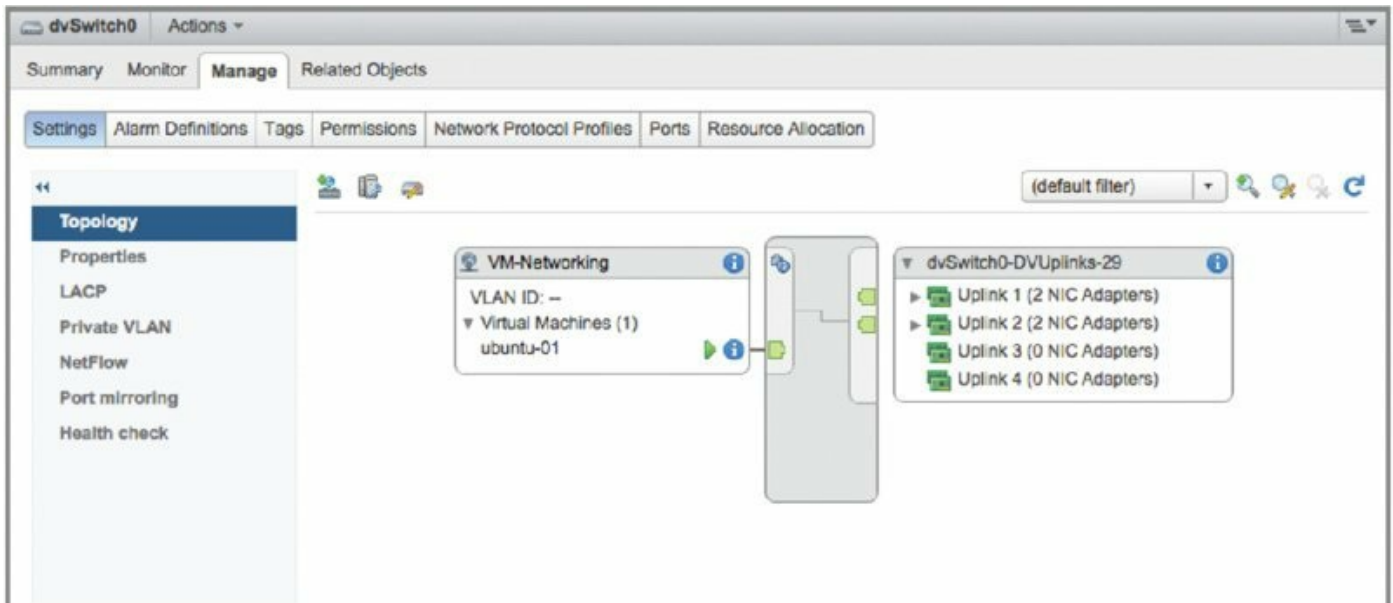 dvSwitch0 Actions
Summary Monitor Manage Related Objects
Settings Alarm Definitions Tags Permissions Network Protocol Profiles Ports Resource Allocation
(default filter)
Topology
Properties
LACP
Private VLAN
NetFlow
Port mirroring
Health check
VM-Networking
VLAN ID: --
Virtual Machines (1)
ubuntu-01
dvSwitch0-DVUplinks-29
Uplink 1 (2 NIC Adapters)
Uplink 2 (2 NIC Adapters)
Uplink 3 (0 NIC Adapters)
Uplink 4 (0 NIC Adapters)